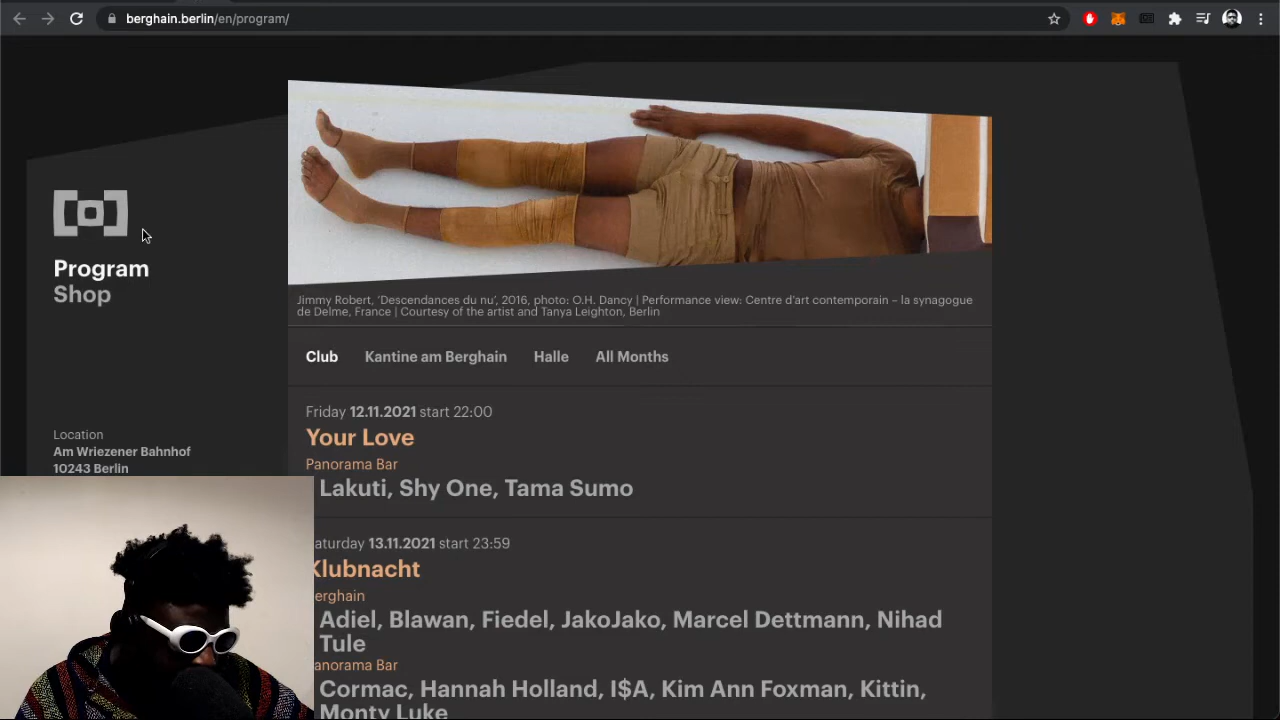 berghain.berlin/en/program/
Program
Shop
Location
Am Wriezener Bahnhof
10243 Berlin
Jimmy Robert, ‘Descendances du nu’, 2016, photo: O.H. Dancy | Performance view: Centre d’art contemporain – la synagogue
de Delme, France | Courtesy of the artist and Tanya Leighton, Berlin
Club Kantine am Berghain Halle All Months
Friday 12.11.2021 start 22:00
Your Love
Panorama Bar
Lakuti, Shy One, Tama Sumo
aturday 13.11.2021 start 23:59
Klubnacht
erghain
Adiel, Blawan, Fiedel, JakoJako, Marcel Dettmann, Nihad
Tule
anorama Bar
Cormac, Hannah Holland, I$A, Kim Ann Foxman, Kittin,
Monty Luke